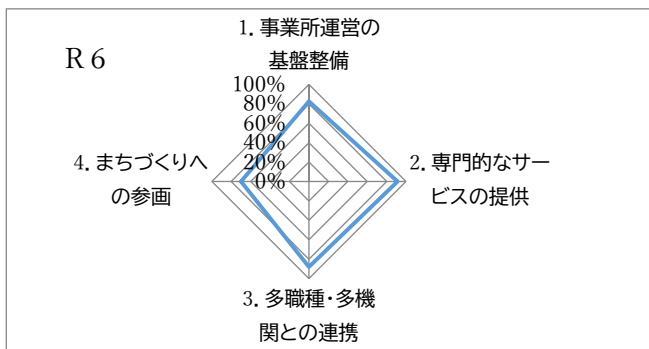 1. 事業所運営の
基盤整備
R 6
100%
80%
60%
40%
20%
0%
4. まちづくりへ
の参画
2. 専門的なサー
ビスの提供
3. 多職種・多機
関との連携